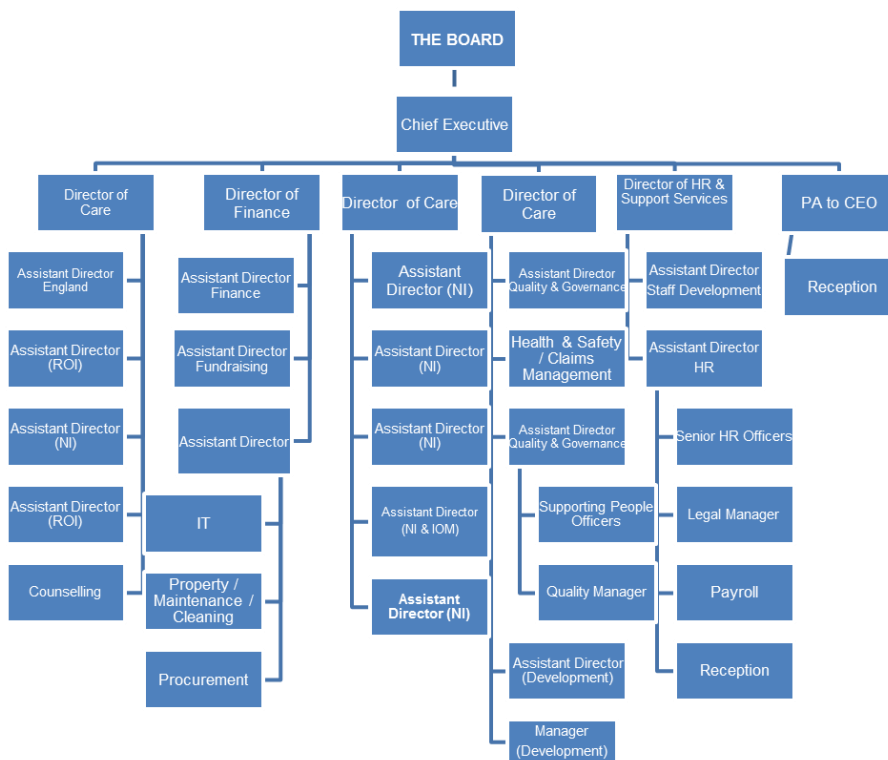 THE BOARD
Chief Executive
Director of
Care
Director of
Finance
Director of Care
Director of
Care
Director of HR &
Support Services
PA to CEO
Assistant Director
England
Assistant Director
(ROI)
Assistant Director
(NI)
Assistant Director
(ROI)
Counselling
Assistant Director
Finance
Assistant Director
Fundraising
Assistant Director
IT
Property /
Maintenance /
Cleaning
Procurement
Assistant
Director (NI)
Assistant Director
(NI)
Assistant Director
(NI)
Assistant Director
(NI & IOM)
Assistant
Director (NI)
Assistant Director
Quality & Governance
Health & Safety
/ Claims
Management
Assistant Director
Quality & Governance
Supporting People
Officers
Quality Manager
Assistant Director
(Development)
Manager
(Development)
Assistant Director
Staff Development
Assistant Director
HR
Senior HR Officers
Legal Manager
Payroll
Reception
Reception